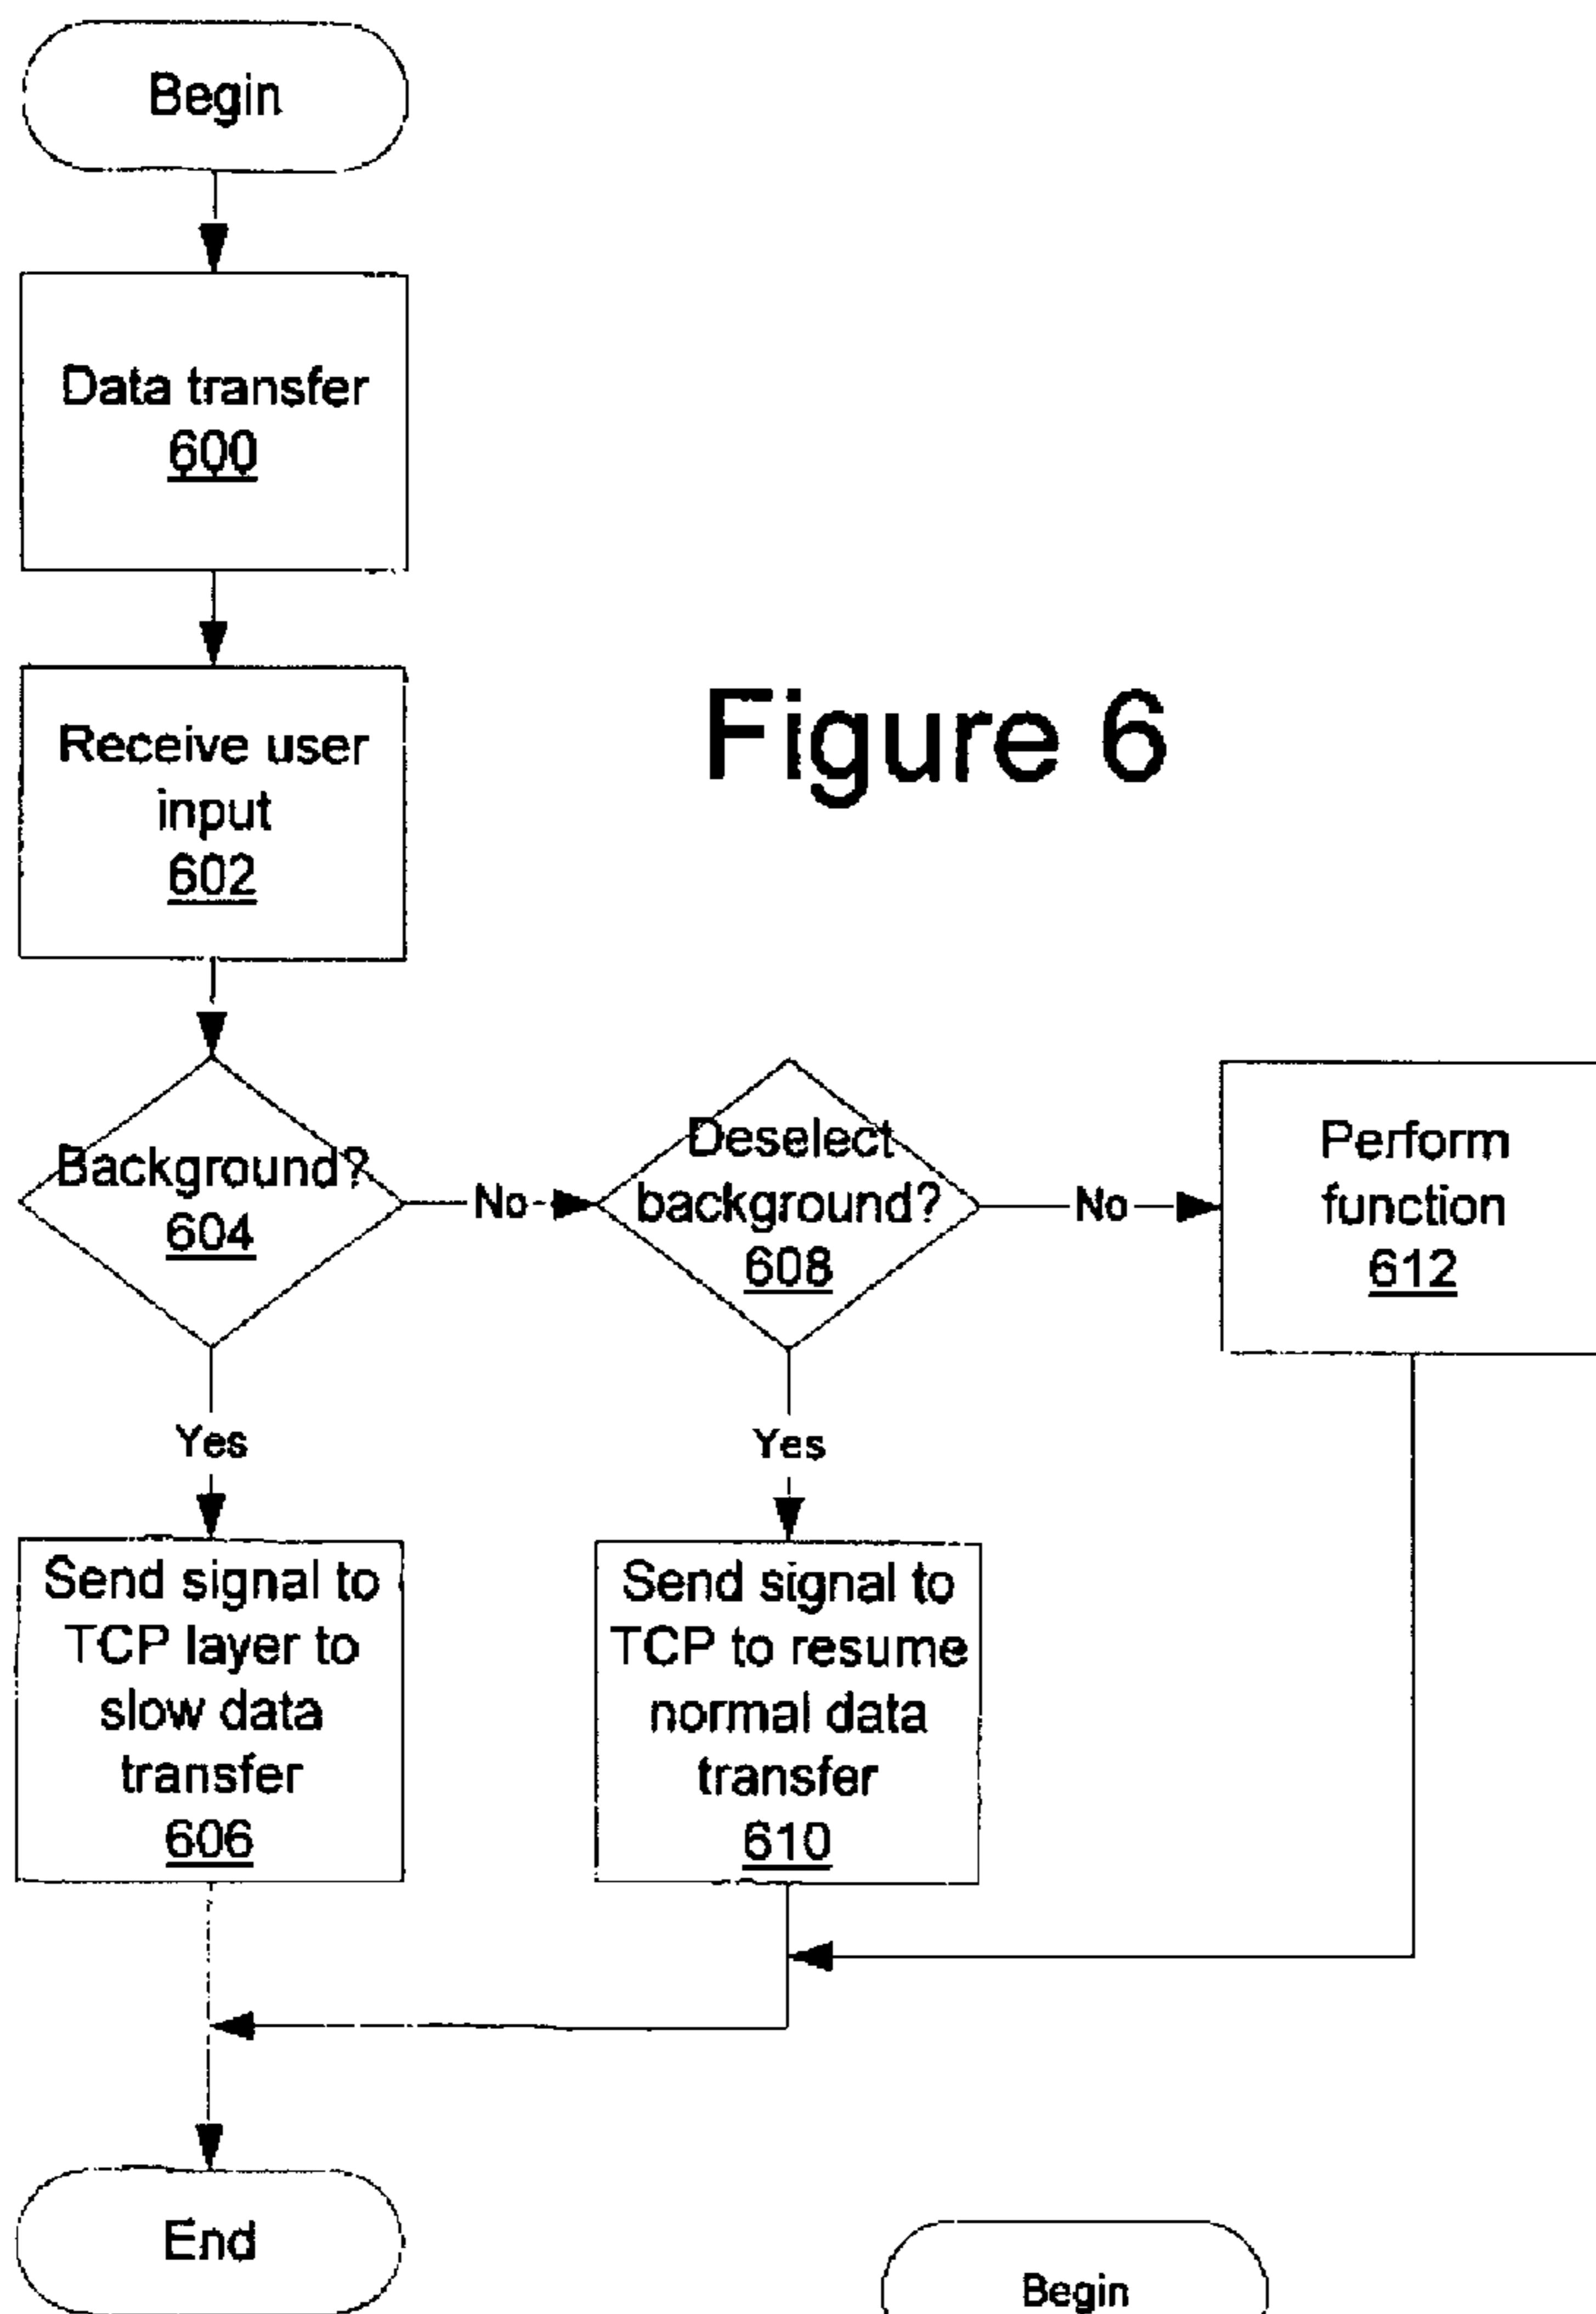 Begin
Data transfer
600
Receive user
input
602
Figure 6
Background?
604
No
Deselect
background?
608
No
Perform
function
612
Yes
Yes
Send signal to
TCP layer to
slow data
transfer
606
Send signal to
TCP to resume
normal data
transfer
610
End
Begin